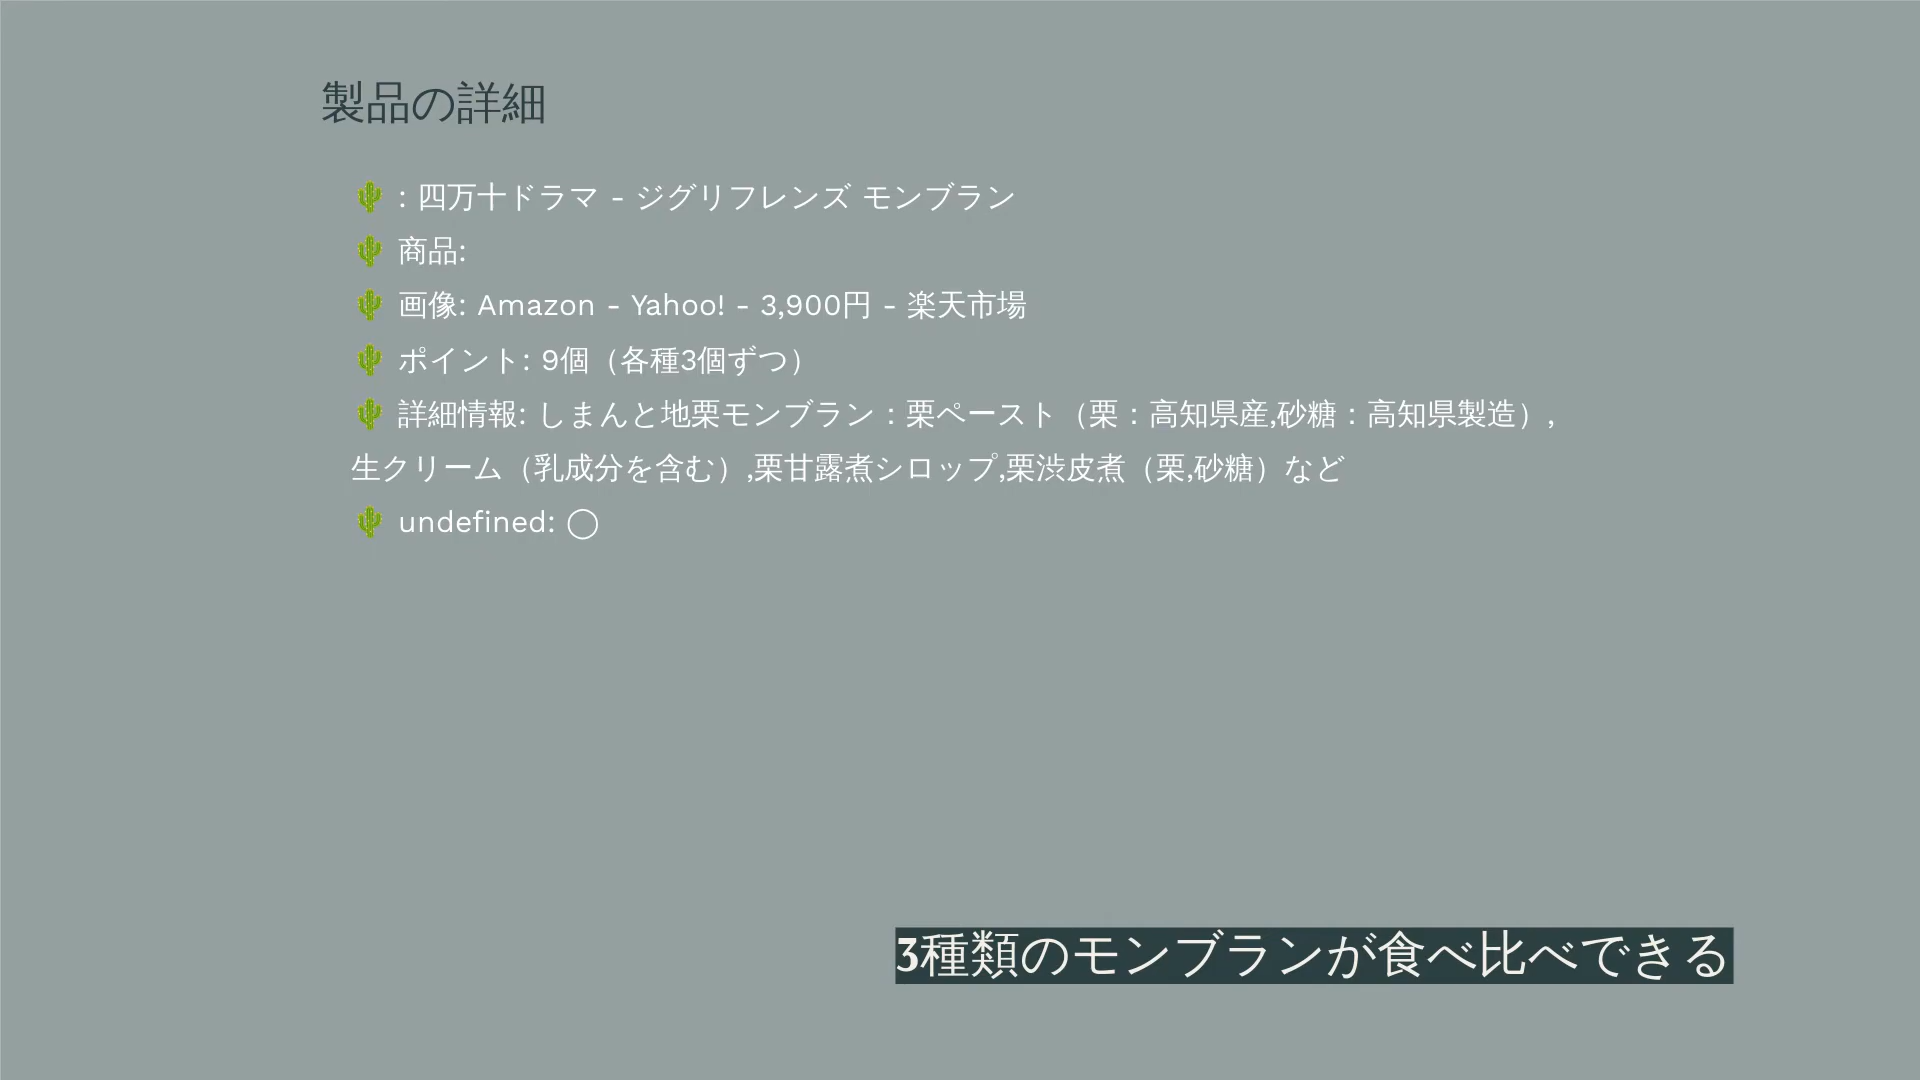 製品の詳細
🌵 : 四万十ドラマ - ジグリフレンズ モンブラン
🌵 商品:
🌵 画像: Amazon - Yahoo! - 3,900円 - 楽天市場
🌵 ポイント: 9個（各種3個ずつ）
🌵 詳細情報: しまんと地栗モンブラン：栗ペースト（栗：高知県産,砂糖：高知県製造）,
生クリーム（乳成分を含む）,栗甘露煮シロップ,栗渋皮煮（栗,砂糖）など
🌵 undefined: ◯
3種類のモンブランが食べ比べできる